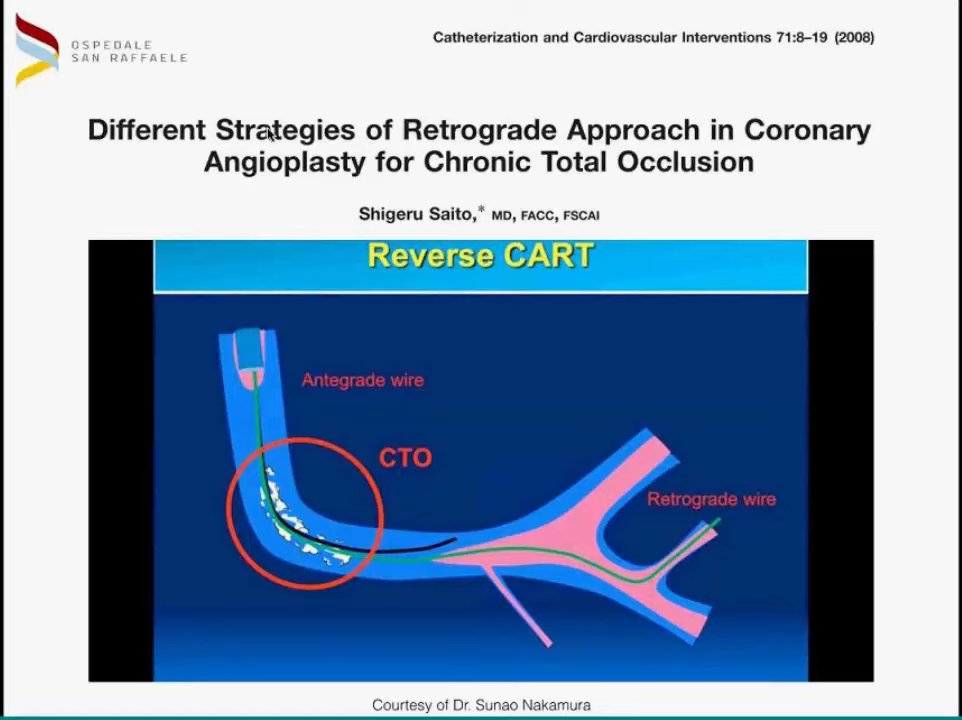 OSPEDALE
SAN RAFFAELE
Catheterization and Cardiovascular Interventions 71:8–19 (2008)
Different Strategies of Retrograde Approach in Coronary
Angioplasty for Chronic Total Occlusion
Shigeru Saito,* MD, FACC, FSCAI
Reverse CART
Antegrade wire
CTO
Retrograde wire
Courtesy of Dr. Sunao Nakamura